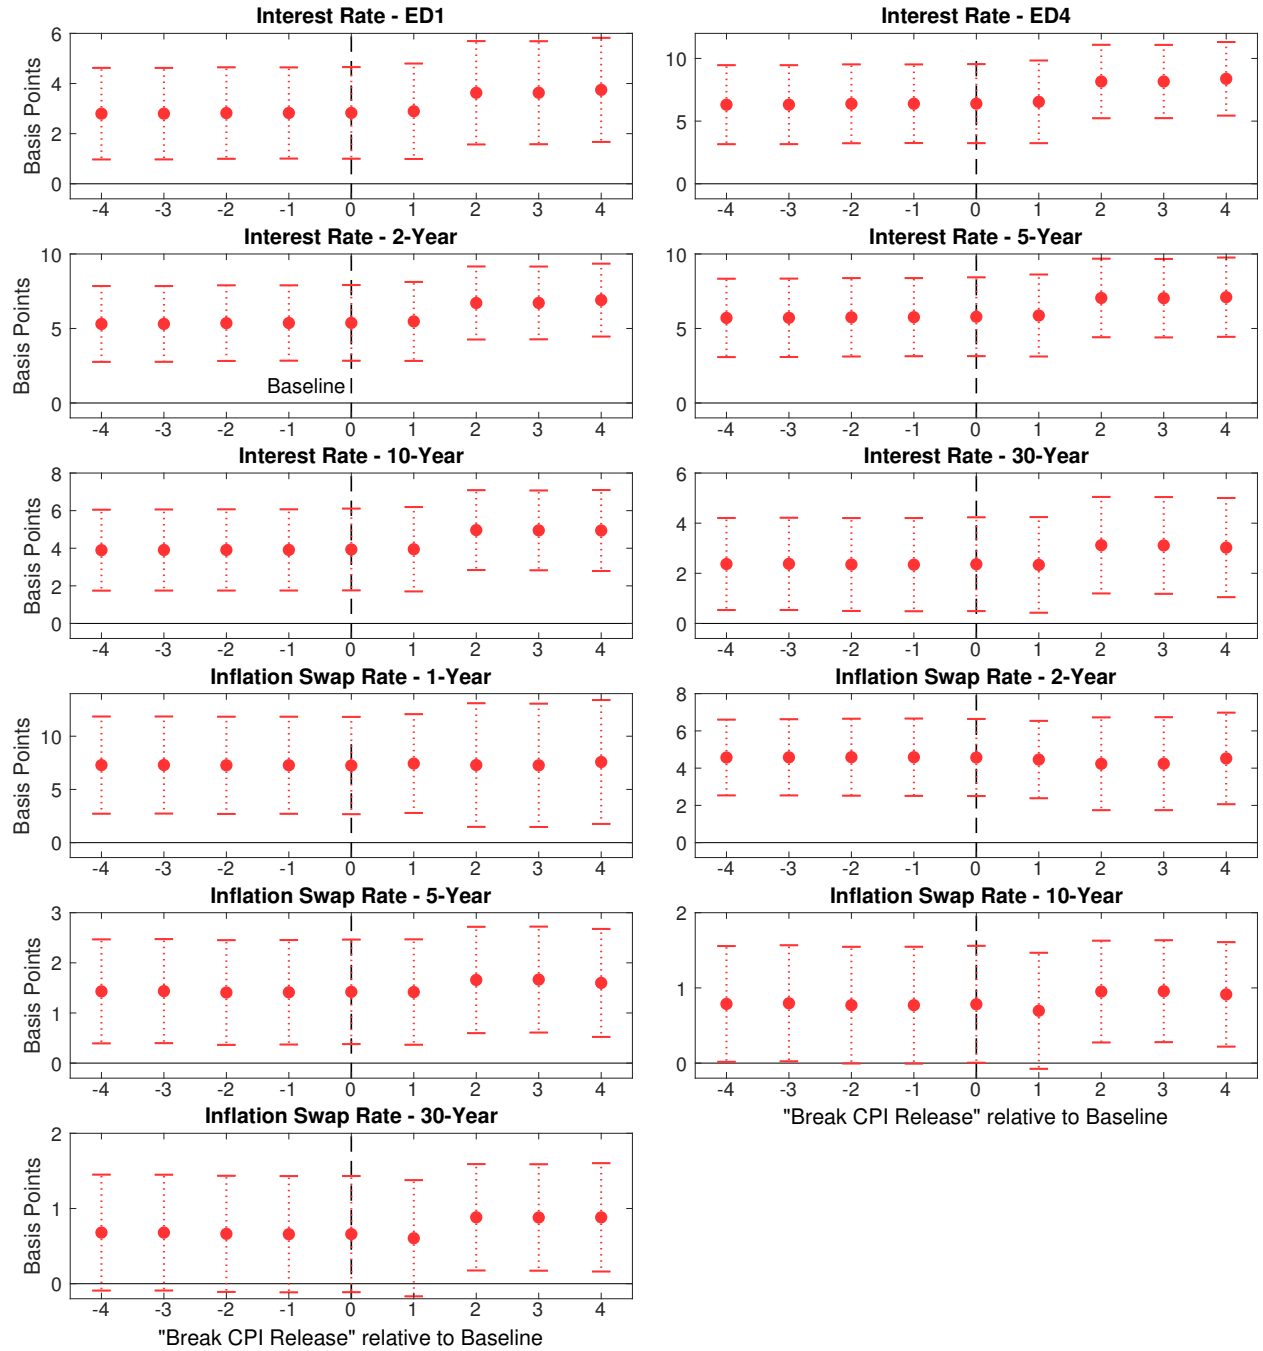 Interest Rate - ED1
Basis Points
6
4
2
0
-4 -3 -2 -1 0 1 2 3 4
Interest Rate - ED4
10
5
0
-4 -3 -2 -1 0 1 2 3 4
Interest Rate - 2-Year
Basis Points
10
5
0
Baseline
-4 -3 -2 -1 0 1 2 3 4
Interest Rate - 5-Year
10
5
0
-4 -3 -2 -1 0 1 2 3 4
Interest Rate - 10-Year
Basis Points
8
6
4
2
0
-4 -3 -2 -1 0 1 2 3 4
Interest Rate - 30-Year
6
4
2
0
-4 -3 -2 -1 0 1 2 3 4
Inflation Swap Rate - 1-Year
Basis Points
10
5
0
-4 -3 -2 -1 0 1 2 3 4
Inflation Swap Rate - 2-Year
8
6
4
2
0
-4 -3 -2 -1 0 1 2 3 4
Inflation Swap Rate - 5-Year
Basis Points
3
2
1
0
-4 -3 -2 -1 0 1 2 3 4
Inflation Swap Rate - 10-Year
2
1
0
-4 -3 -2 -1 0 1 2 3 4
"Break CPI Release" relative to Baseline
Inflation Swap Rate - 30-Year
Basis Points
2
1
0
-4 -3 -2 -1 0 1 2 3 4
"Break CPI Release" relative to Baseline